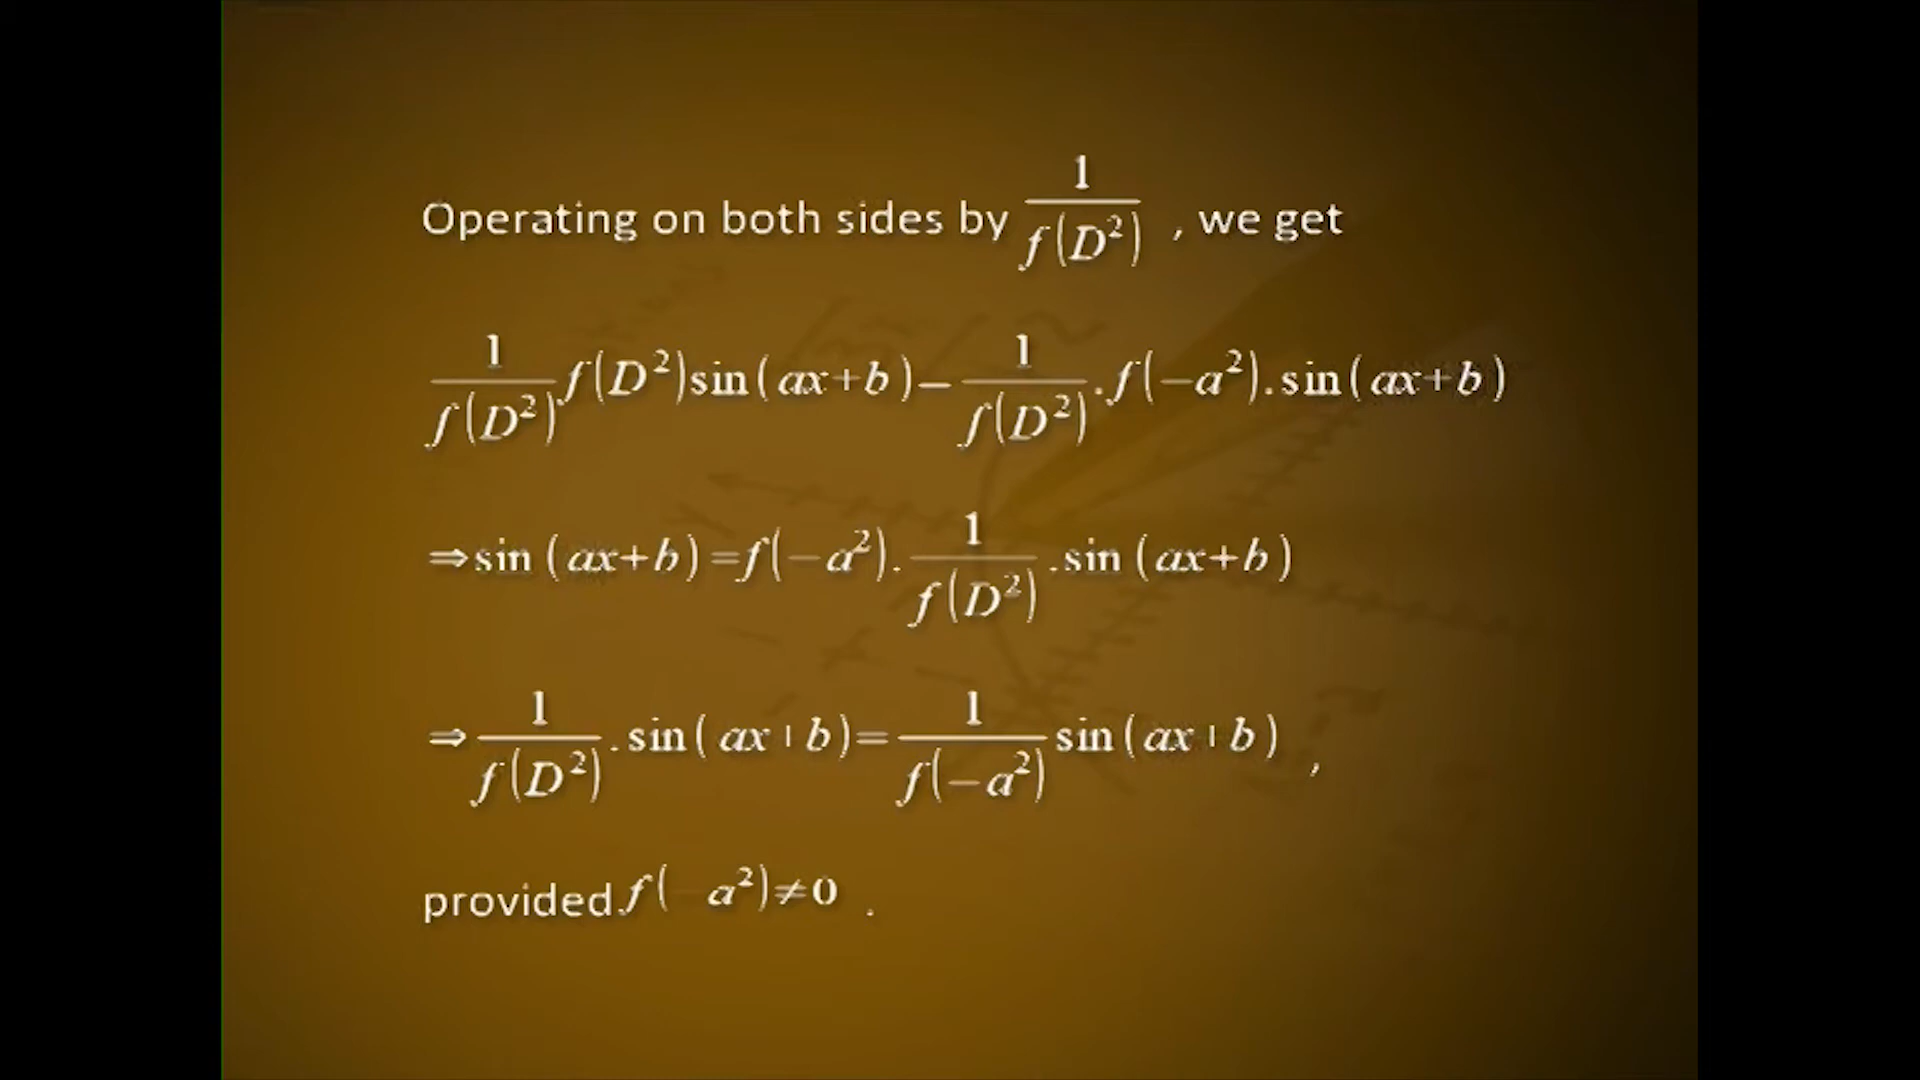 Operating on both sides by 1/f(D²) , we get
1/f(D²) f(D²)sin(ax+b)=1/f(D²).f(−a²).sin(ax+b)
⇒sin(ax+b)=f(−a²).1/f(D²).sin(ax+b)
⇒1/f(D²).sin(ax+b)=1/f(−a²) sin(ax+b) ,
provided f(−a²)≠0 .